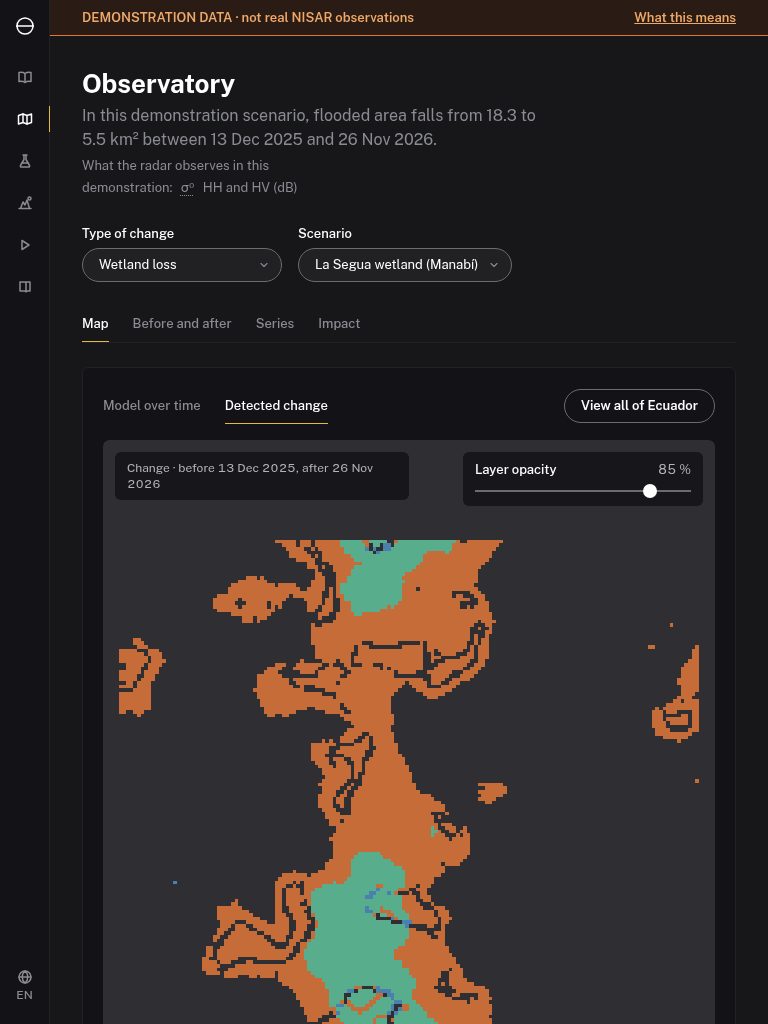 DEMONSTRATION DATA · not real NISAR observations
What this means
Observatory
In this demonstration scenario, flooded area falls from 18.3 to
5.5 km² between 13 Dec 2025 and 26 Nov 2026.
What the radar observes in this
demonstration: σ⁰ HH and HV (dB)
Type of change
Scenario
Wetland loss
La Segua wetland (Manabí)
Map
Before and after
Series
Impact
Model over time
Detected change
View all of Ecuador
Change · before 13 Dec 2025, after 26 Nov
2026
Layer opacity
85 %
EN